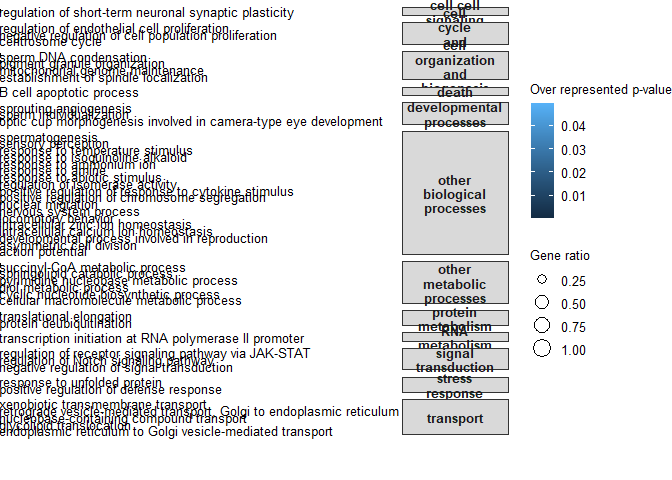 regulation of short-term neuronal synaptic plasticity
regulation of endothelial cell proliferation
negative regulation of cell population proliferation
centrosome cycle
sperm DNA condensation
pigment granule organization
mitochondrial genome maintenance
establishment of spindle localization
B cell apoptotic process
sprouting angiogenesis
sperm individualization
optic cup morphogenesis involved in camera-type eye development
spermatogenesis
sensory perception
response to temperature stimulus
response to isoquinoline alkaloid
response to ammonium ion
response to amine
response to abiotic stimulus
regulation of isomerase activity
positive regulation of response to cytokine stimulus
positive regulation of chromosome segregation
nuclear migration
nervous system process
locomotory behavior
intracellular zinc ion homeostasis
intracellular calcium ion homeostasis
developmental process involved in reproduction
asymmetric cell division
action potential
succinyl-CoA metabolic process
sphingolipid catabolic process
pyrimidine nucleobase metabolic process
diol metabolic process
cyclic nucleotide biosynthetic process
cellular macromolecule metabolic process
translational elongation
protein deubiquitination
transcription initiation at RNA polymerase II promoter
regulation of receptor signaling pathway via JAK-STAT
regulation of Notch signaling pathway
negative regulation of signal transduction
response to unfolded protein
positive regulation of defense response
xenobiotic transmembrane transport
retrograde vesicle-mediated transport, Golgi to endoplasmic reticulum
nucleobase-containing compound transport
glycolipid translocation
endoplasmic reticulum to Golgi vesicle-mediated transport
cell cell
signaling
cell
cycle
and
cell
organization
and
biogenesis
death
developmental
processes
other
biological
processes
other
metabolic
processes
protein
metabolism
RNA
metabolism
signal
transduction
stress
response
transport
Over represented p-value
0.04
0.03
0.02
0.01
Gene ratio
0.25
0.50
0.75
1.00